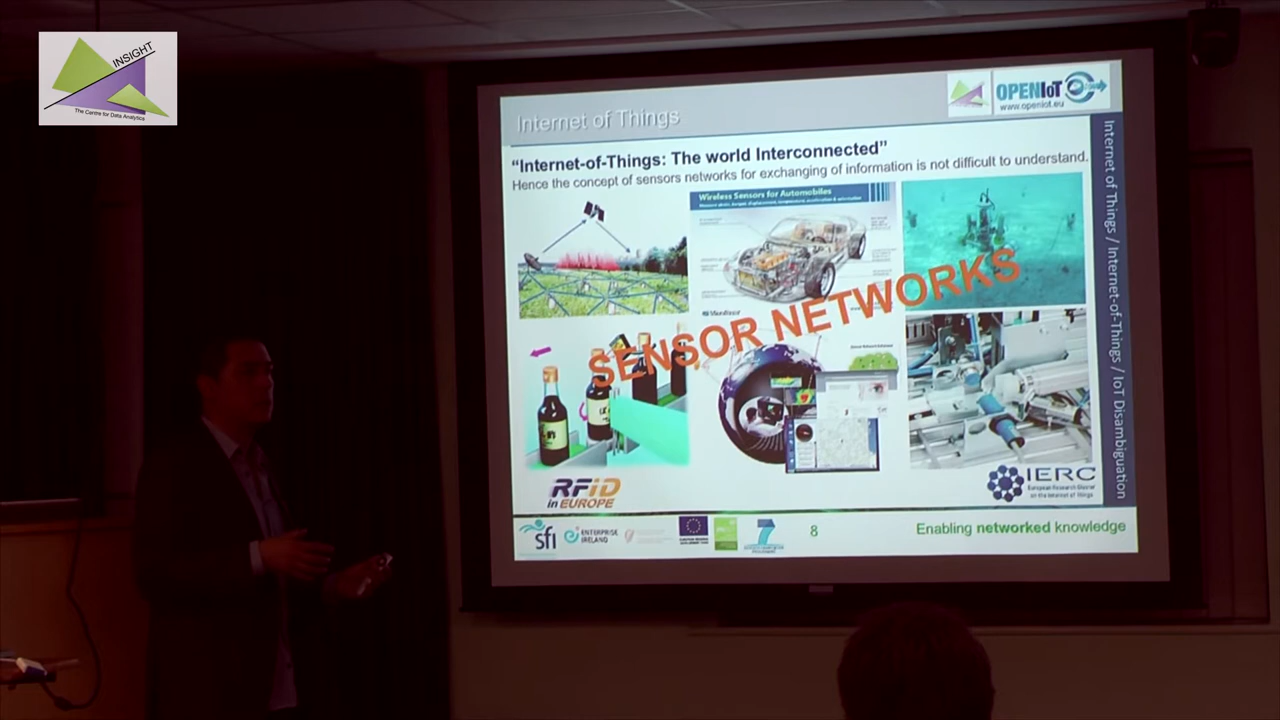 INSIGHT
The Centre for Data Analytics
Internet of Things
OPENIoT
www.openiot.eu
“Internet-of-Things: The world Interconnected”
Hence the concept of sensors networks for exchanging of information is not difficult to understand.
Wireless Sensors for Automobiles
SENSOR NETWORKS
Internet of Things / Internet-of-Things / IoT Disambiguation
RFiD
in EUROPE
IERC
European Research Cluster
on the Internet of Things
sfi
ENTERPRISE
IRELAND
7
8
Enabling networked knowledge